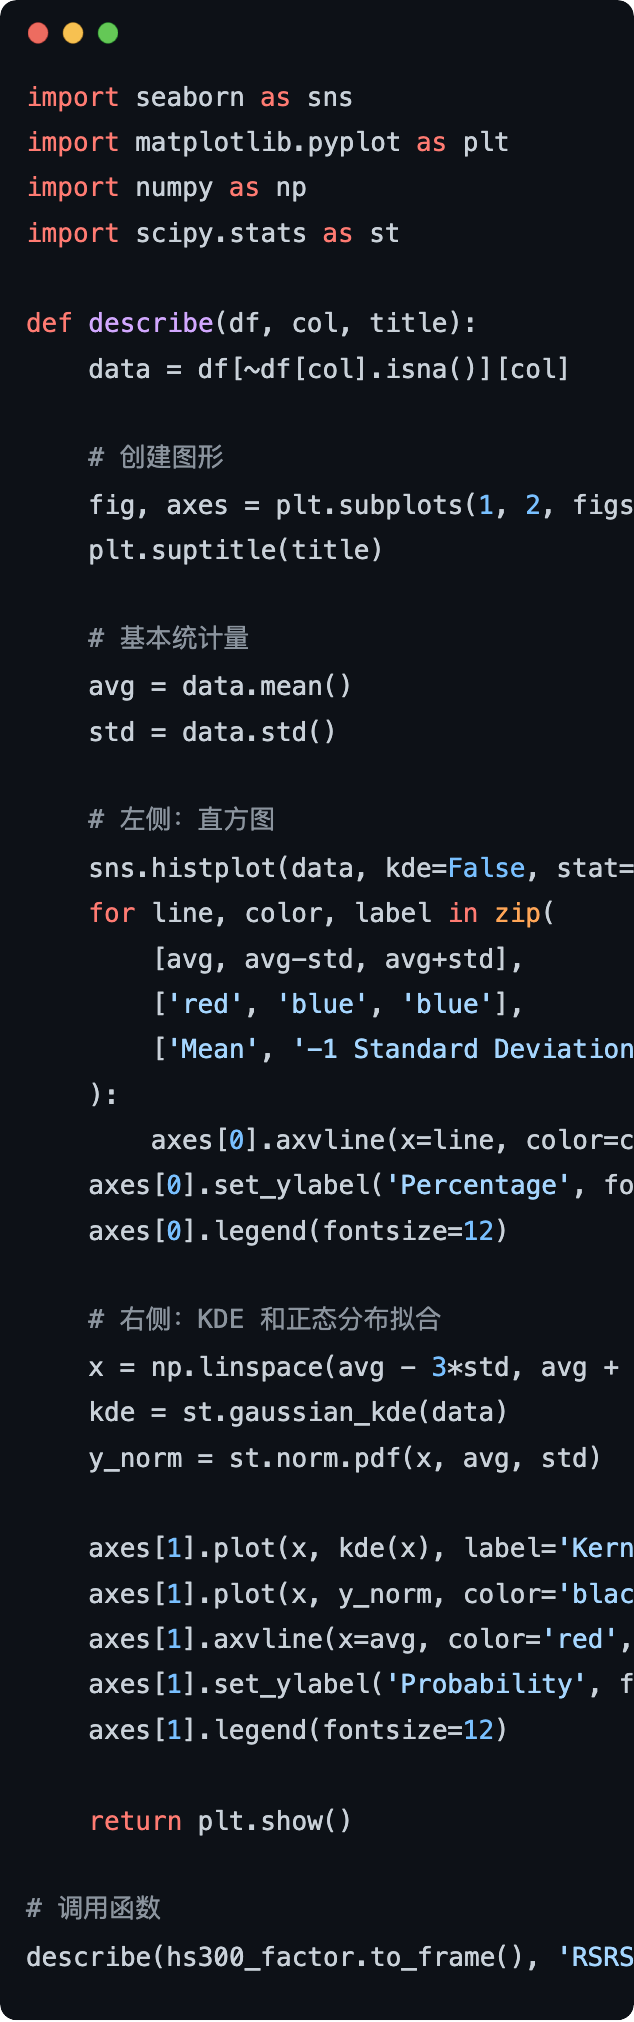 import seaborn as sns
import matplotlib.pyplot as plt
import numpy as np
import scipy.stats as st
def describe(df, col, title):
data = df[~df[col].isna()][col]
# 创建图形
fig, axes = plt.subplots(1, 2, figs
plt.suptitle(title)
# 基本统计量
avg = data.mean()
std = data.std()
# 左侧：直方图
sns.histplot(data, kde=False, stat=
for line, color, label in zip(
[avg, avg-std, avg+std],
['red', 'blue', 'blue'],
['Mean', '-1 Standard Deviation
):
axes[0].axvline(x=line, color=c
axes[0].set_ylabel('Percentage', fo
axes[0].legend(fontsize=12)
# 右侧：KDE 和正态分布拟合
x = np.linspace(avg - 3*std, avg +
kde = st.gaussian_kde(data)
y_norm = st.norm.pdf(x, avg, std)
axes[1].plot(x, kde(x), label='Kern
axes[1].plot(x, y_norm, color='blac
axes[1].axvline(x=avg, color='red',
axes[1].set_ylabel('Probability', f
axes[1].legend(fontsize=12)
return plt.show()
# 调用函数
describe(hs300_factor.to_frame(), 'RSRS